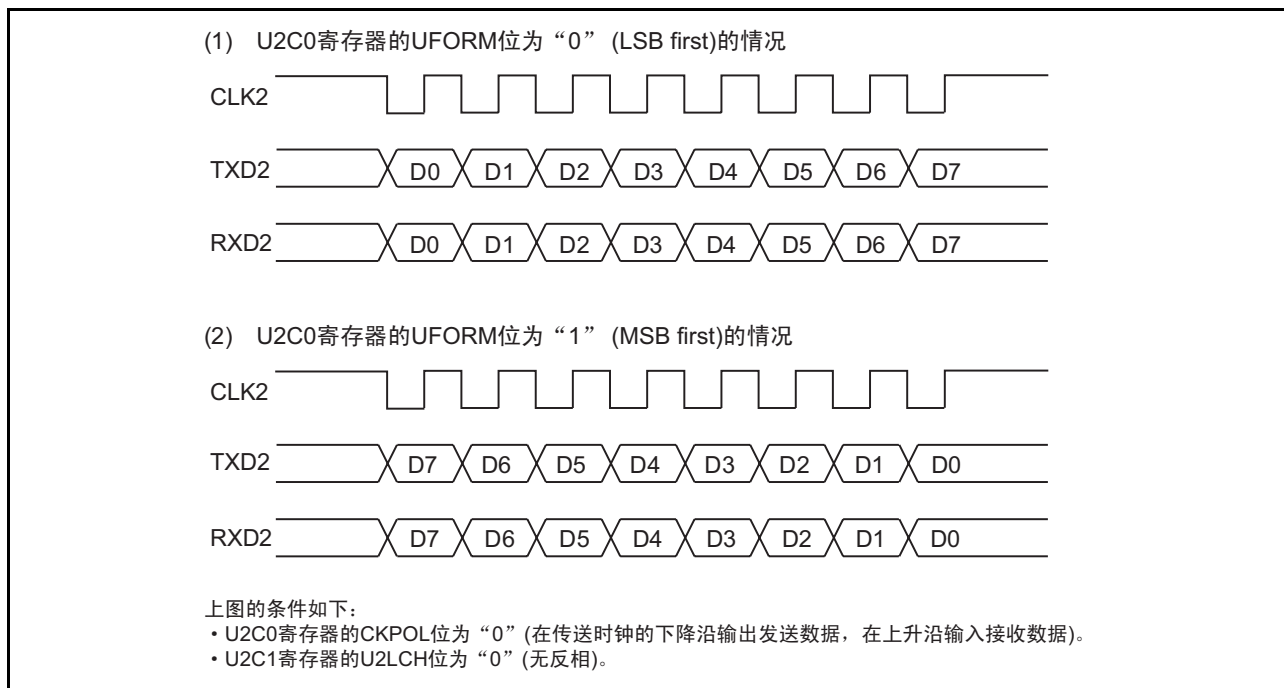 (1) U2C0寄存器的UFORM位为“0” (LSB first)的情况
CLK2
TXD2 D0 D1 D2 D3 D4 D5 D6 D7
RXD2 D0 D1 D2 D3 D4 D5 D6 D7
(2) U2C0寄存器的UFORM位为“1” (MSB first)的情况
CLK2
TXD2 D7 D6 D5 D4 D3 D2 D1 D0
RXD2 D7 D6 D5 D4 D3 D2 D1 D0
上图的条件如下：
・U2C0寄存器的CKPOL位为“0”(在传送时钟的下降沿输出发送数据，在上升沿输入接收数据)。
・U2C1寄存器的U2LCH位为“0”(无反相)。